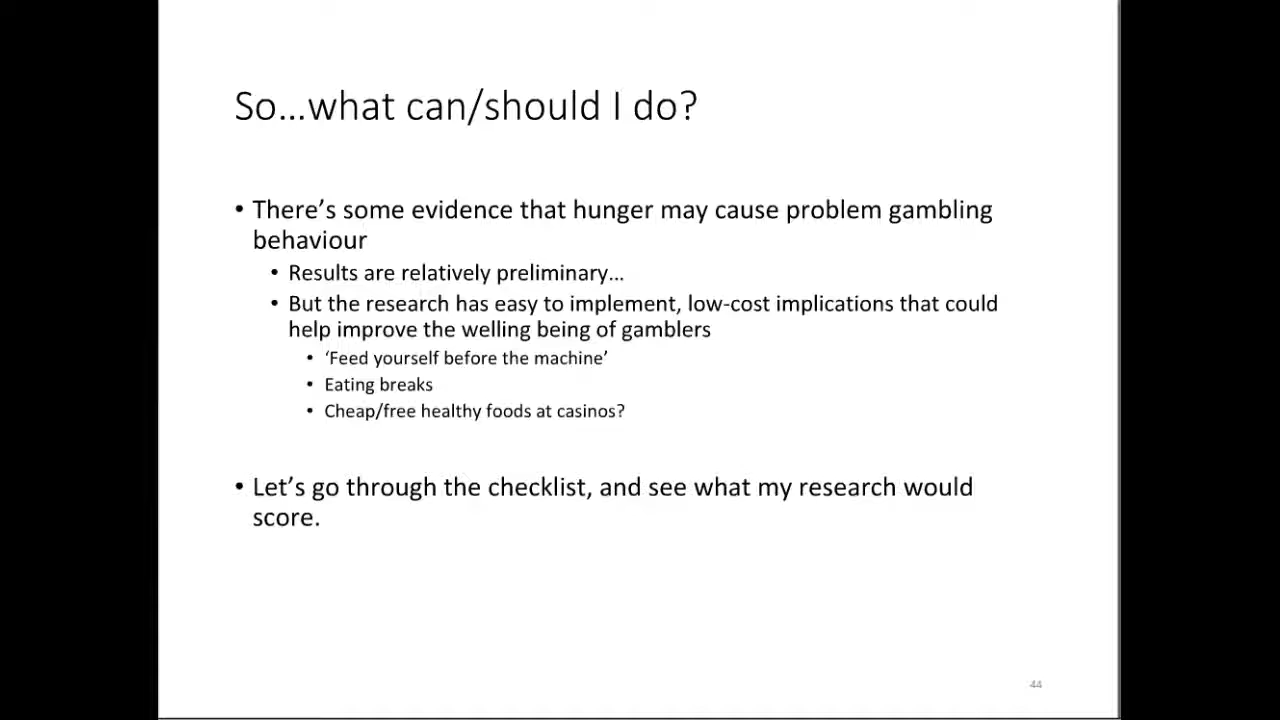 So...what can/should I do?
• There's some evidence that hunger may cause problem gambling
behaviour
• Results are relatively preliminary...
• But the research has easy to implement, low-cost implications that could
help improve the welling being of gamblers
• ‘Feed yourself before the machine’
• Eating breaks
• Cheap/free healthy foods at casinos?
• Let's go through the checklist, and see what my research would
score.
44